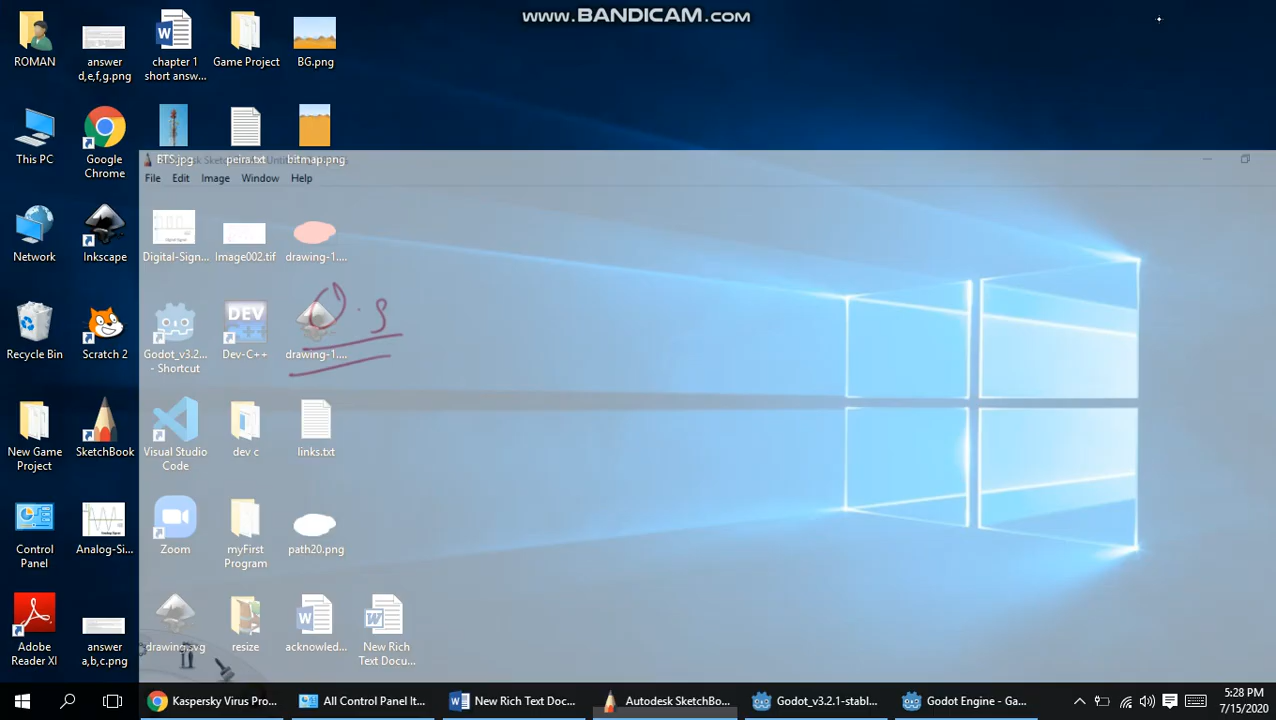 www.BANDICAM.com
ROMAN
answer
d,e,f,g.png
chapter 1
short answ...
Game Project
BG.png
This PC
Google
Chrome
BTS.jpg
peira.txt
bitmap.png
File Edit Image Window Help
Network
Inkscape
Digital-Sign...
Image002.tif
drawing-1....
O.S
Recycle Bin
Scratch 2
Godot_v3.2...
- Shortcut
DEV
Dev-C++
drawing-1....
New Game
Project
SketchBook
Visual Studio
Code
dev c
links.txt
Control
Panel
Analog-Si...
Zoom
myFirst
Program
path20.png
Adobe
Reader XI
answer
a,b,c.png
drawing.svg
resize
acknowled...
New Rich
Text Docu...
Kaspersky Virus Pro...
All Control Panel It...
New Rich Text Doc...
Autodesk SketchBo...
Godot_v3.2.1-stabl...
Godot Engine - Ga...
5:28 PM
7/15/2020